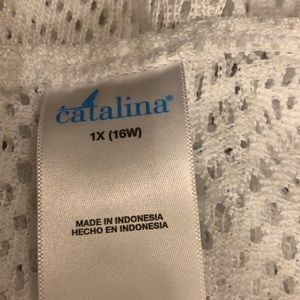 catalina®
1X (16W)
MADE IN INDONESIA
HECHO EN INDONESIA